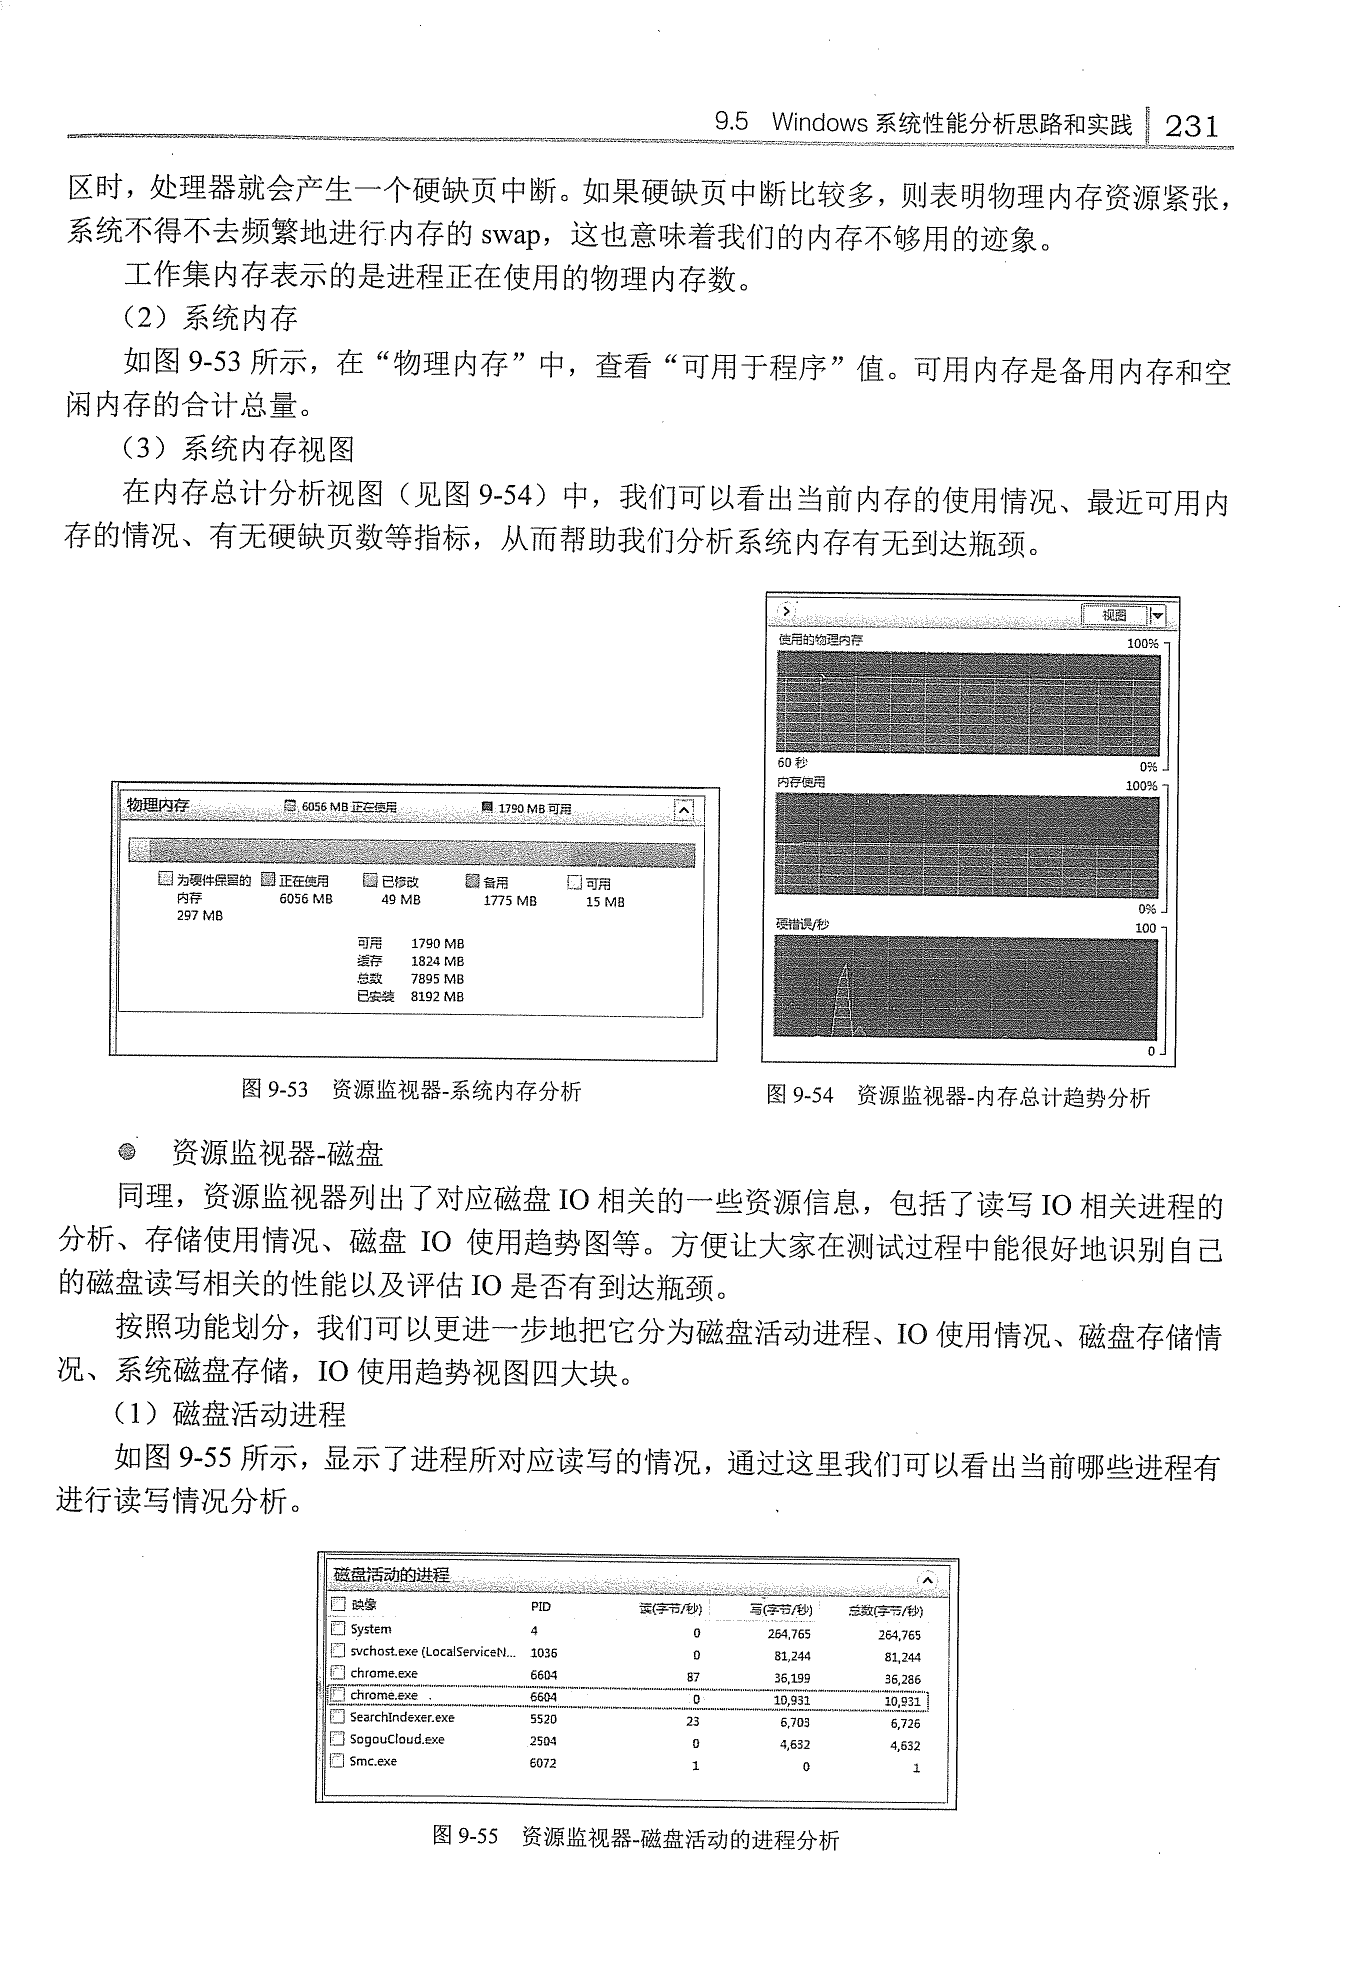 9.5 Windows 系统性能分析思路和实践 231
区时，处理器就会产生一个硬缺页中断。如果硬缺页中断比较多，则表明物理内存资源紧张，
系统不得不去频繁地进行内存的 swap，这也意味着我们的内存不够用的迹象。
工作集内存表示的是进程正在使用的物理内存数。
（2）系统内存
如图 9-53 所示，在“物理内存”中，查看“可用于程序”值。可用内存是备用内存和空
闲内存的合计总量。
（3）系统内存视图
在内存总计分析视图（见图 9-54）中，我们可以看出当前内存的使用情况、最近可用内
存的情况、有无硬缺页数等指标，从而帮助我们分析系统内存有无到达瓶颈。
物理内存 6056 MB 正在使用 1790 MB 可用
为硬件保留的 正在使用 已修改 备用 可用
内存 6056 MB 49 MB 1775 MB 15 MB
297 MB
可用 1790 MB
缓存 1824 MB
总数 7895 MB
已安装 8192 MB
图 9-53 资源监视器-系统内存分析
视图
使用的物理内存 100%
60 秒 0%
内存使用 100%
0%
硬错误/秒 100
0
图 9-54 资源监视器-内存总计趋势分析
● 资源监视器-磁盘
同理，资源监视器列出了对应磁盘 IO 相关的一些资源信息，包括了读写 IO 相关进程的
分析、存储使用情况、磁盘 IO 使用趋势图等。方便让大家在测试过程中能很好地识别自己
的磁盘读写相关的性能以及评估 IO 是否有到达瓶颈。
按照功能划分，我们可以更进一步地把它分为磁盘活动进程、IO 使用情况、磁盘存储情
况、系统磁盘存储，IO 使用趋势视图四大块。
（1）磁盘活动进程
如图 9-55 所示，显示了进程所对应读写的情况，通过这里我们可以看出当前哪些进程有
进行读写情况分析。
磁盘活动的进程
映像 PID 读(字节/秒) 写(字节/秒) 总数(字节/秒)
System 4 0 264,765 264,765
svchost.exe (LocalServiceN... 1036 0 81,244 81,244
chrome.exe 6604 87 36,199 36,286
chrome.exe 6604 0 10,931 10,931
SearchIndexer.exe 5520 23 6,703 6,726
SogouCloud.exe 2504 0 4,632 4,632
Smc.exe 6072 1 0 1
图 9-55 资源监视器-磁盘活动的进程分析